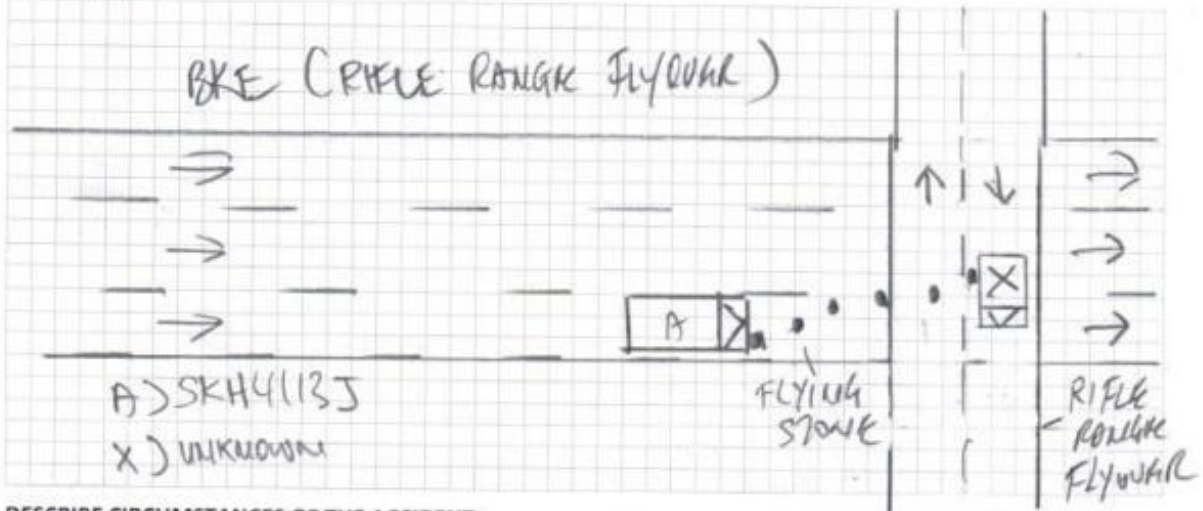 BKE (RIFLE RANGE FLYOVER)
A
X
A) SKH4113J
X) UNKNOWN
FLYING
STONE
RIFLE
RANGE
FLYOVER
DESCRIBE CIRCUMSTANCES OF THE ACCIDENT